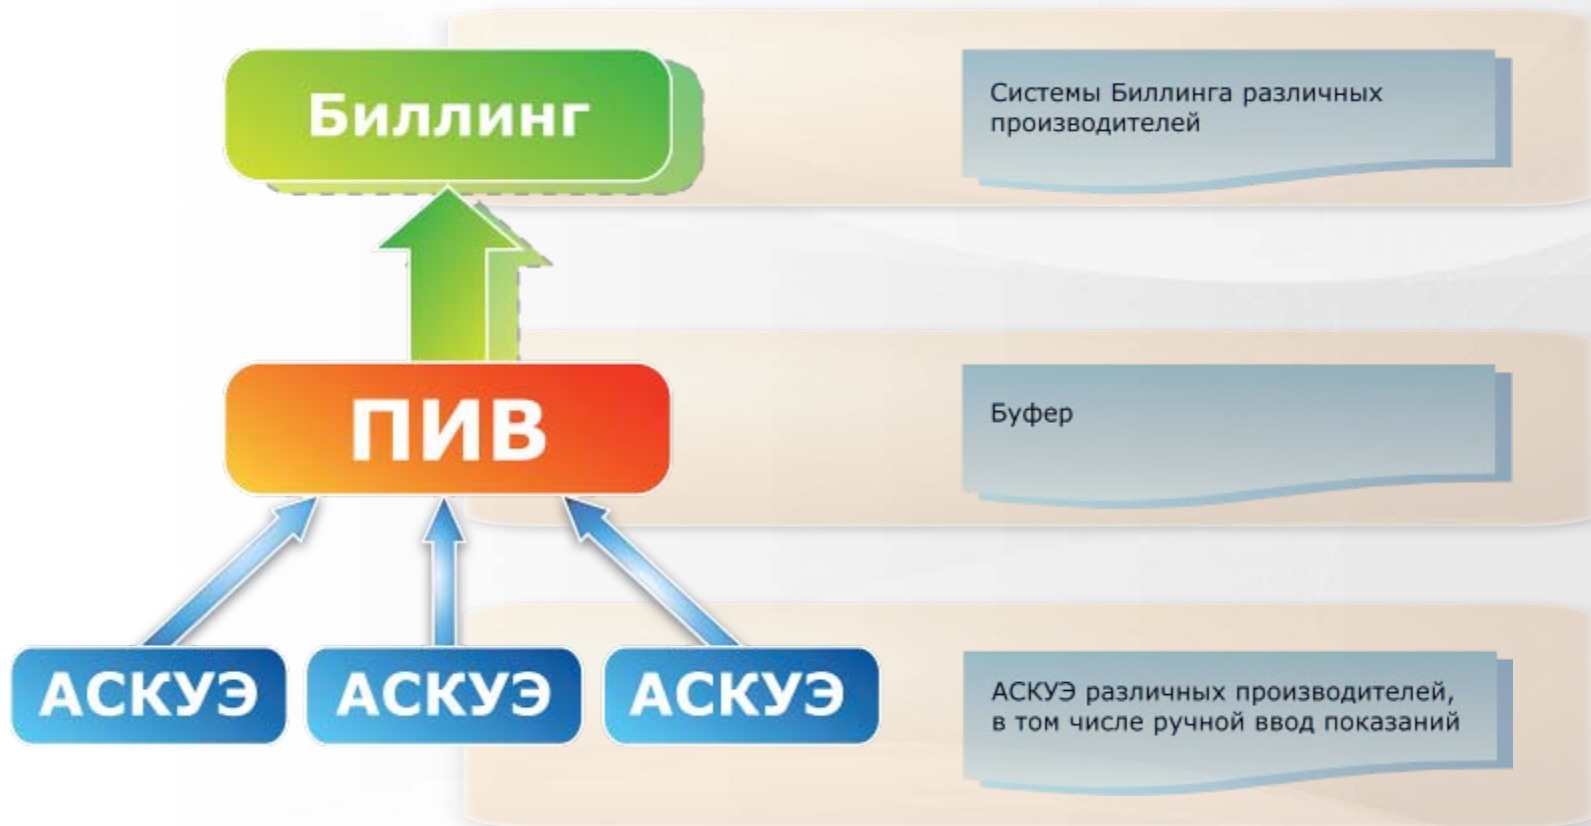 Биллинг
Системы Биллинга различных
производителей
ПИВ
Буфер
АСКУЭ
АСКУЭ
АСКУЭ
АСКУЭ различных производителей,
в том числе ручной ввод показаний